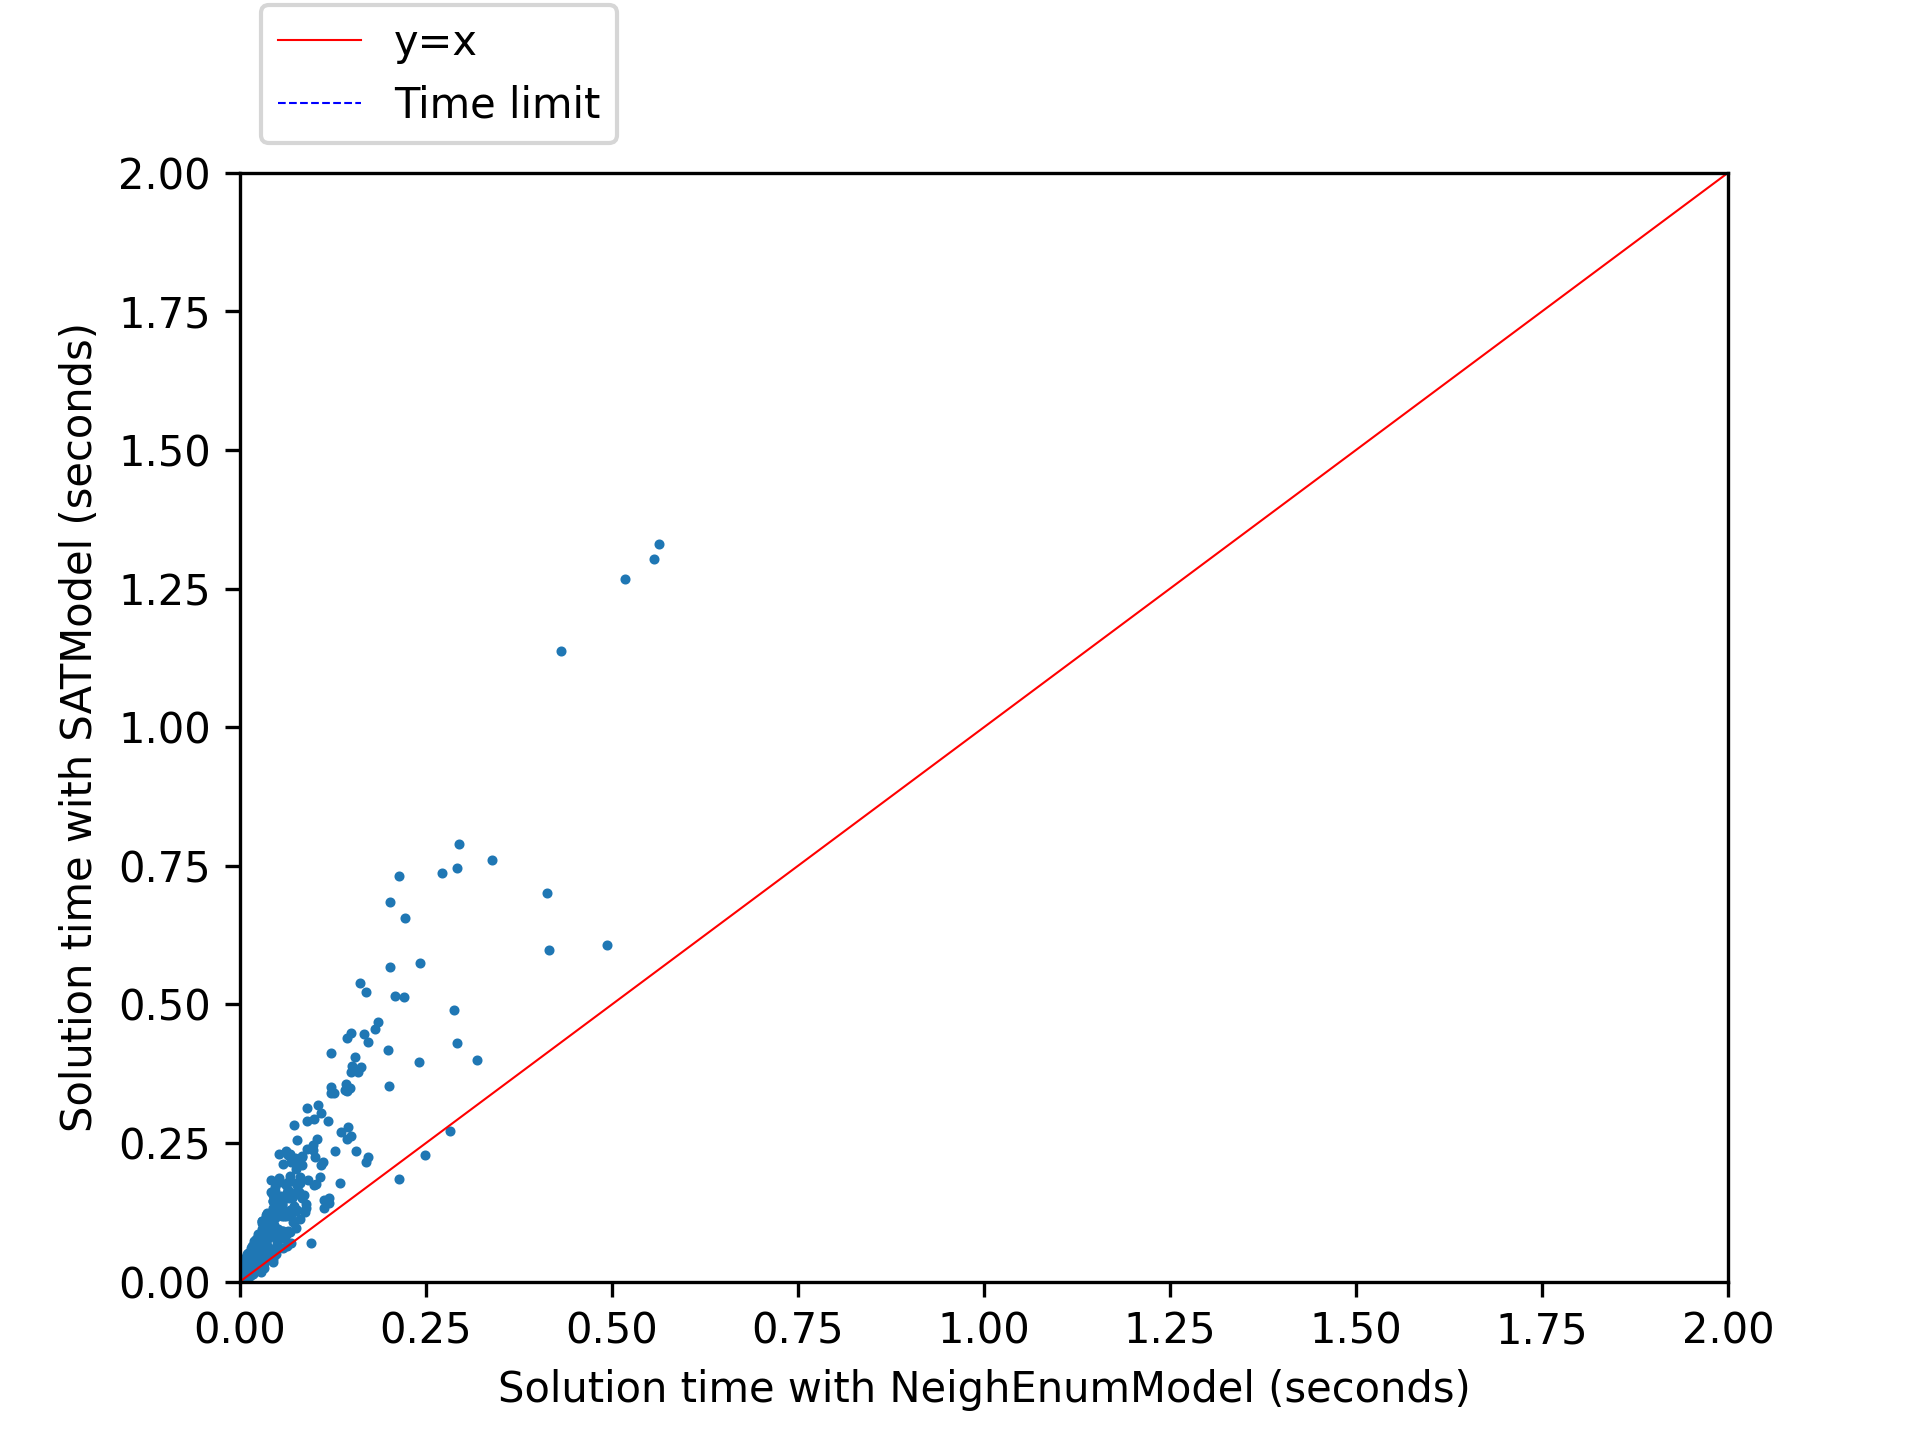 y=x
Time limit
2.00
1.75
1.50
1.25
1.00
0.75
0.50
0.25
0.00
Solution time with SATModel (seconds)
0.00 0.25 0.50 0.75 1.00 1.25 1.50 1.75 2.00
Solution time with NeighEnumModel (seconds)